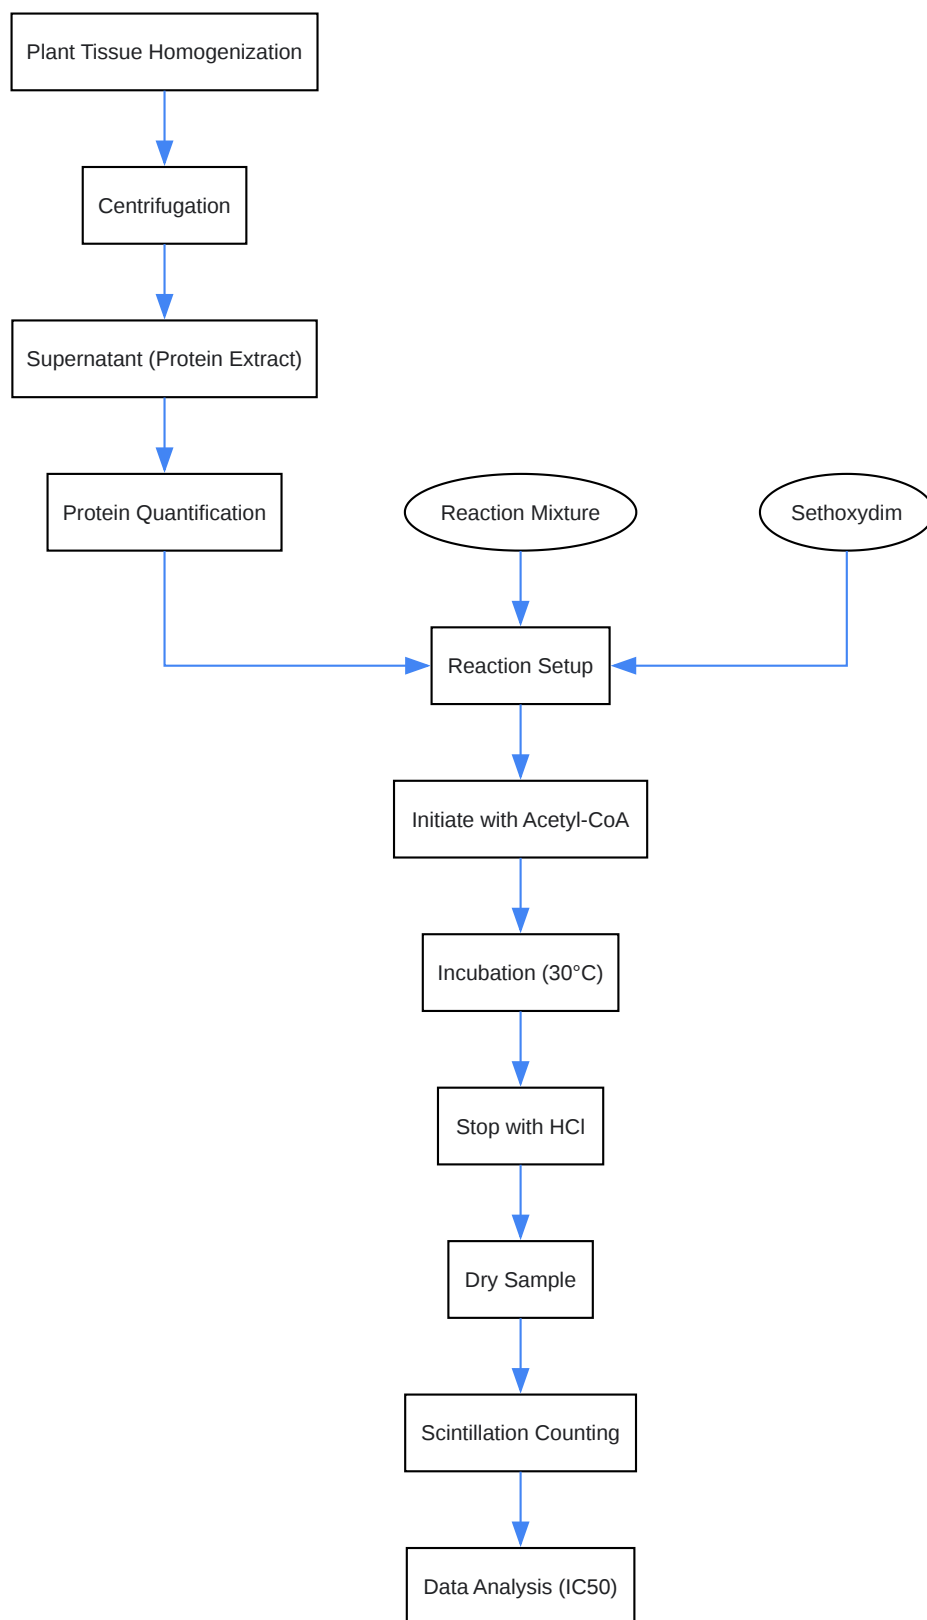 Plant Tissue Homogenization
Centrifugation
Supernatant (Protein Extract)
Protein Quantification
Reaction Mixture
Sethoxydim
Reaction Setup
Initiate with Acetyl-CoA
Incubation (30°C)
Stop with HCl
Dry Sample
Scintillation Counting
Data Analysis (IC50)